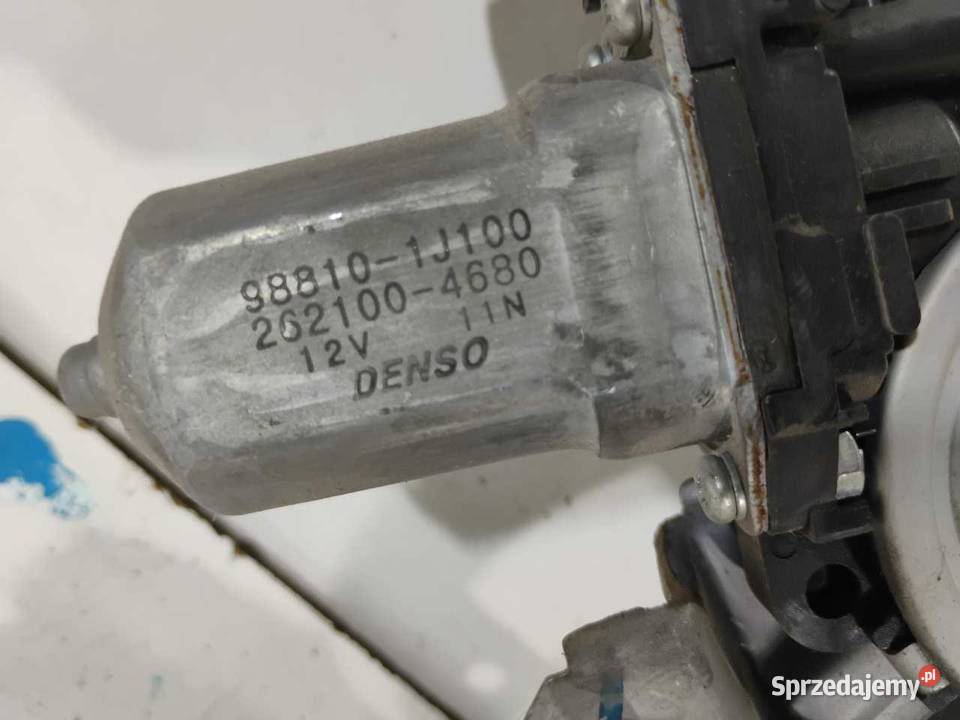 98810-1J100
262100-4680
12V 11N
DENSO
Sprzedajemy.pl